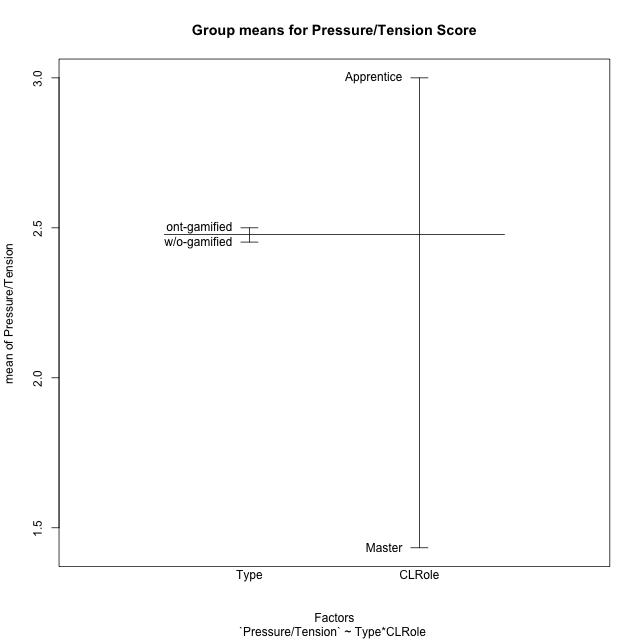 Group means for Pressure/Tension Score
mean of Pressure/Tension
3.0
2.5
2.0
1.5
Apprentice
ont-gamified
w/o-gamified
Master
Type
CLRole
Factors
`Pressure/Tension` ~ Type*CLRole